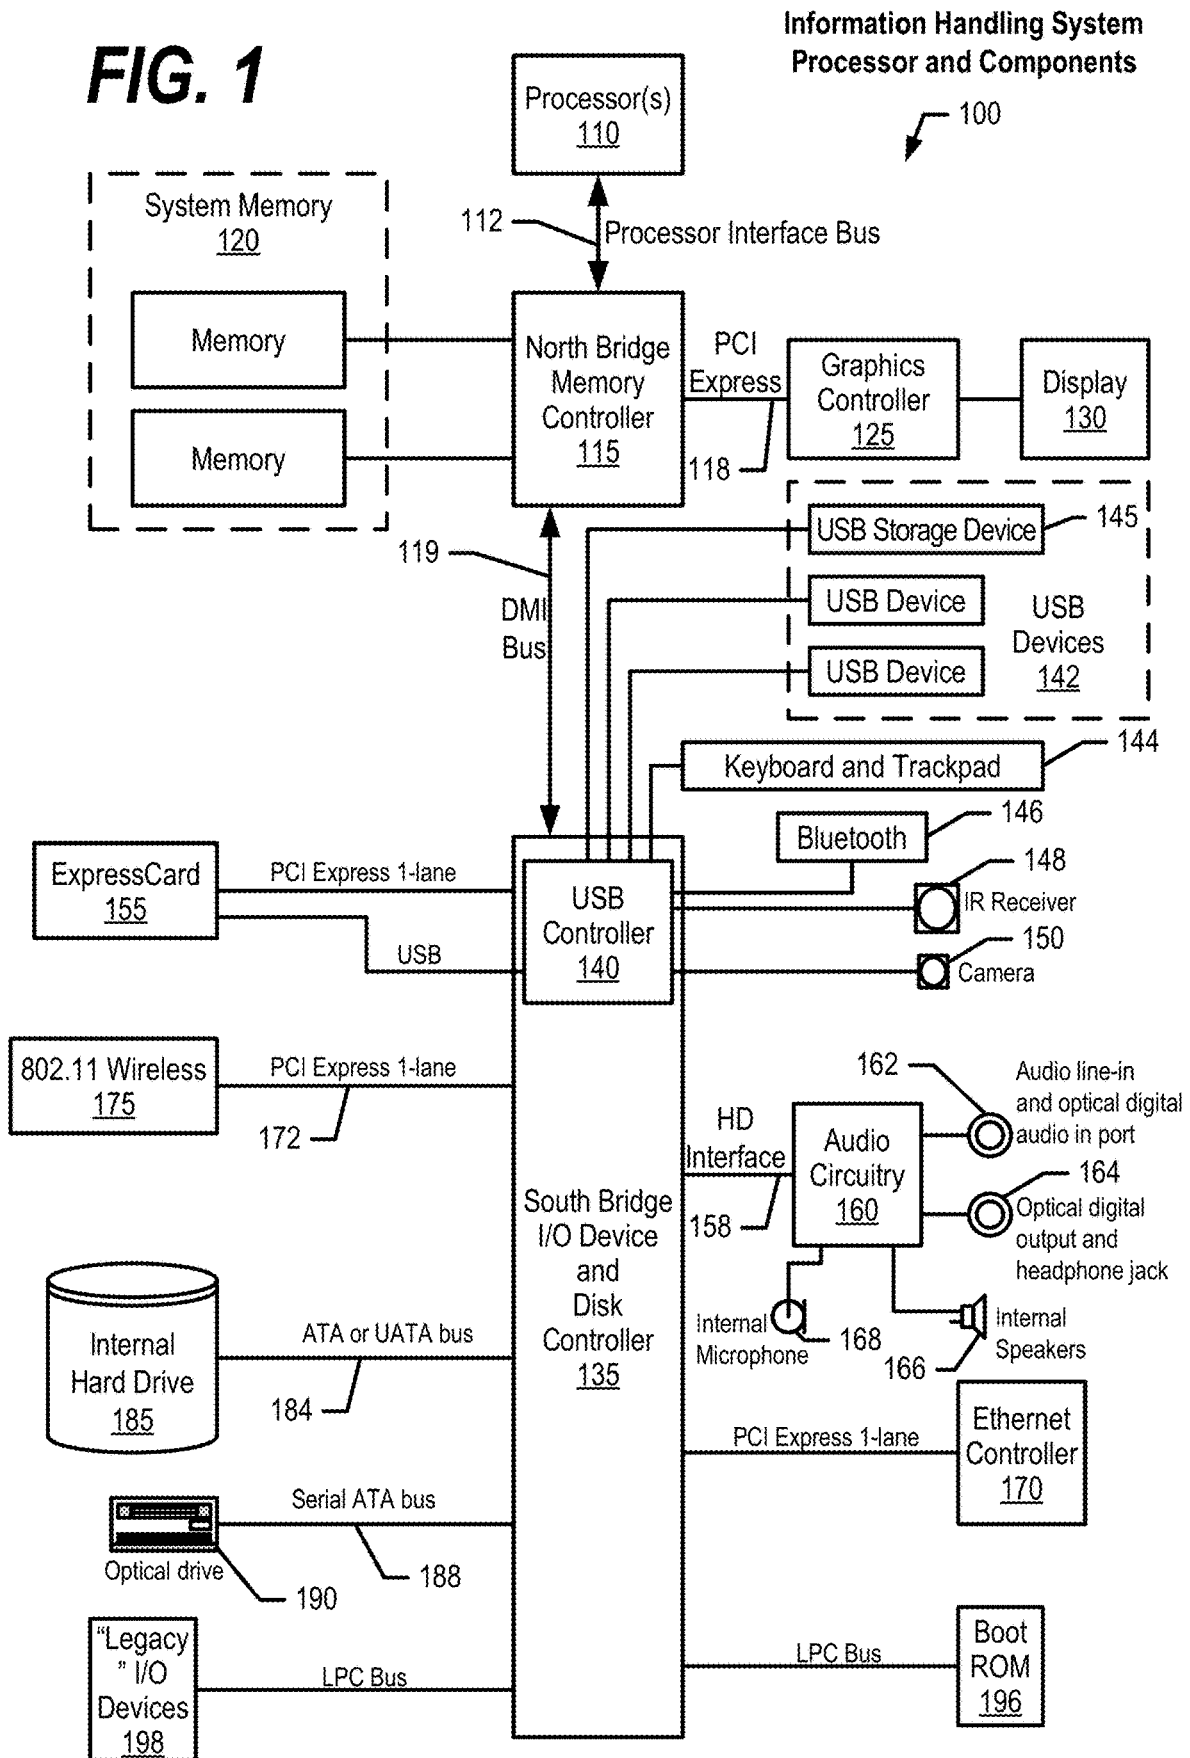 Information Handling System
Processor and Components
FIG. 1
100
Processor(s)
110
System Memory
120
112
Processor Interface Bus
Memory
Memory
North Bridge
Memory
Controller
115
PCI
Express
118
Graphics
Controller
125
Display
130
119
DMI
Bus
USB Storage Device
145
USB Device
USB Device
USB
Devices
142
Keyboard and Trackpad
144
Bluetooth
146
148
IR Receiver
150
Camera
ExpressCard
155
PCI Express 1-lane
USB
USB
Controller
140
802.11 Wireless
175
PCI Express 1-lane
172
South Bridge
I/O Device
and
Disk
Controller
135
HD
Interface
158
Audio
Circuitry
160
162
Audio line-in
and optical digital
audio in port
164
Optical digital
output and
headphone jack
Internal
Microphone
168
166
Internal
Speakers
Internal
Hard Drive
185
ATA or UATA bus
184
PCI Express 1-lane
Ethernet
Controller
170
Serial ATA bus
188
Optical drive
190
“Legacy
” I/O
Devices
198
LPC Bus
LPC Bus
Boot
ROM
196